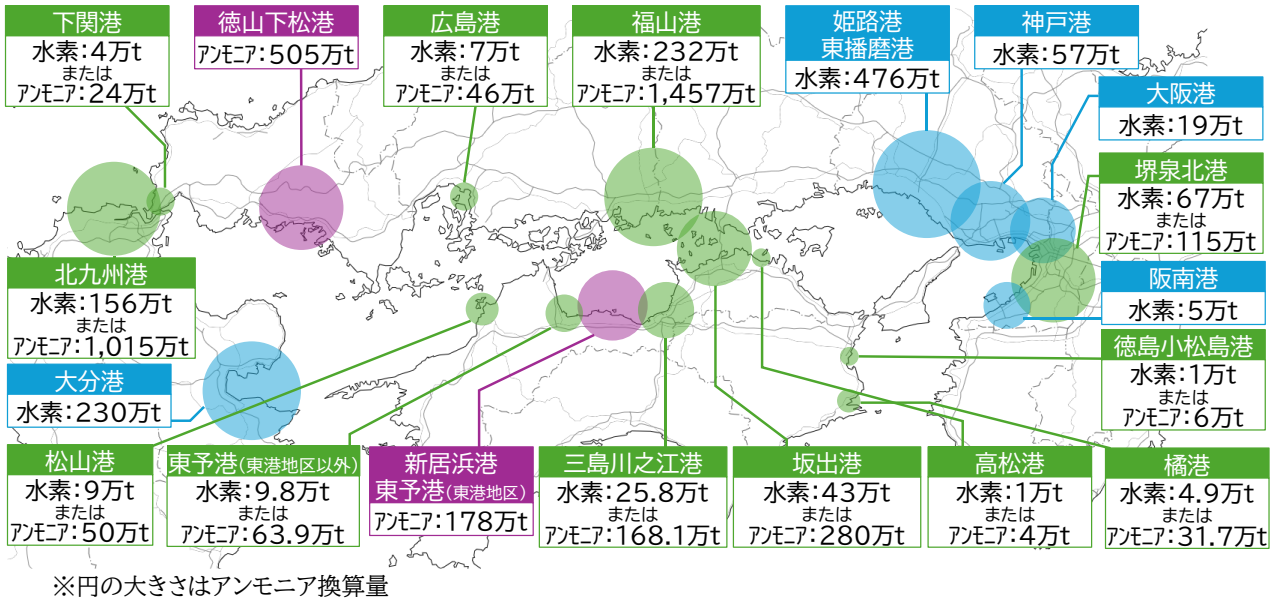 下関港
水素:4万t
または
アンモニア:24万t
徳山下松港
アンモニア:505万t
広島港
水素:7万t
または
アンモニア:46万t
福山港
水素:232万t
または
アンモニア:1,457万t
姫路港
東播磨港
水素:476万t
神戸港
水素:57万t
大阪港
水素:19万t
堺泉北港
水素:67万t
または
アンモニア:115万t
北九州港
水素:156万t
または
アンモニア:1,015万t
阪南港
水素:5万t
徳島小松島港
水素:1万t
または
アンモニア:6万t
大分港
水素:230万t
松山港
水素:9万t
または
アンモニア:50万t
東予港(東港地区以外)
水素:9.8万t
または
アンモニア:63.9万t
新居浜港
東予港(東港地区)
アンモニア:178万t
三島川之江港
水素:25.8万t
または
アンモニア:168.1万t
坂出港
水素:43万t
または
アンモニア:280万t
高松港
水素:1万t
または
アンモニア:4万t
橘港
水素:4.9万t
または
アンモニア:31.7万t
※円の大きさはアンモニア換算量